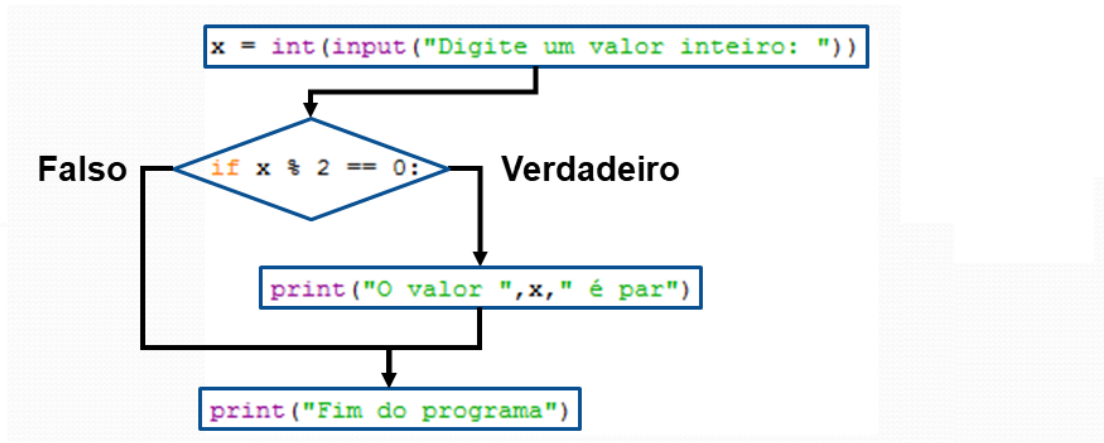 x = int(input("Digite um valor inteiro: "))
Falso
if x % 2 == 0:
Verdadeiro
print("O valor ",x," é par")
print("Fim do programa")